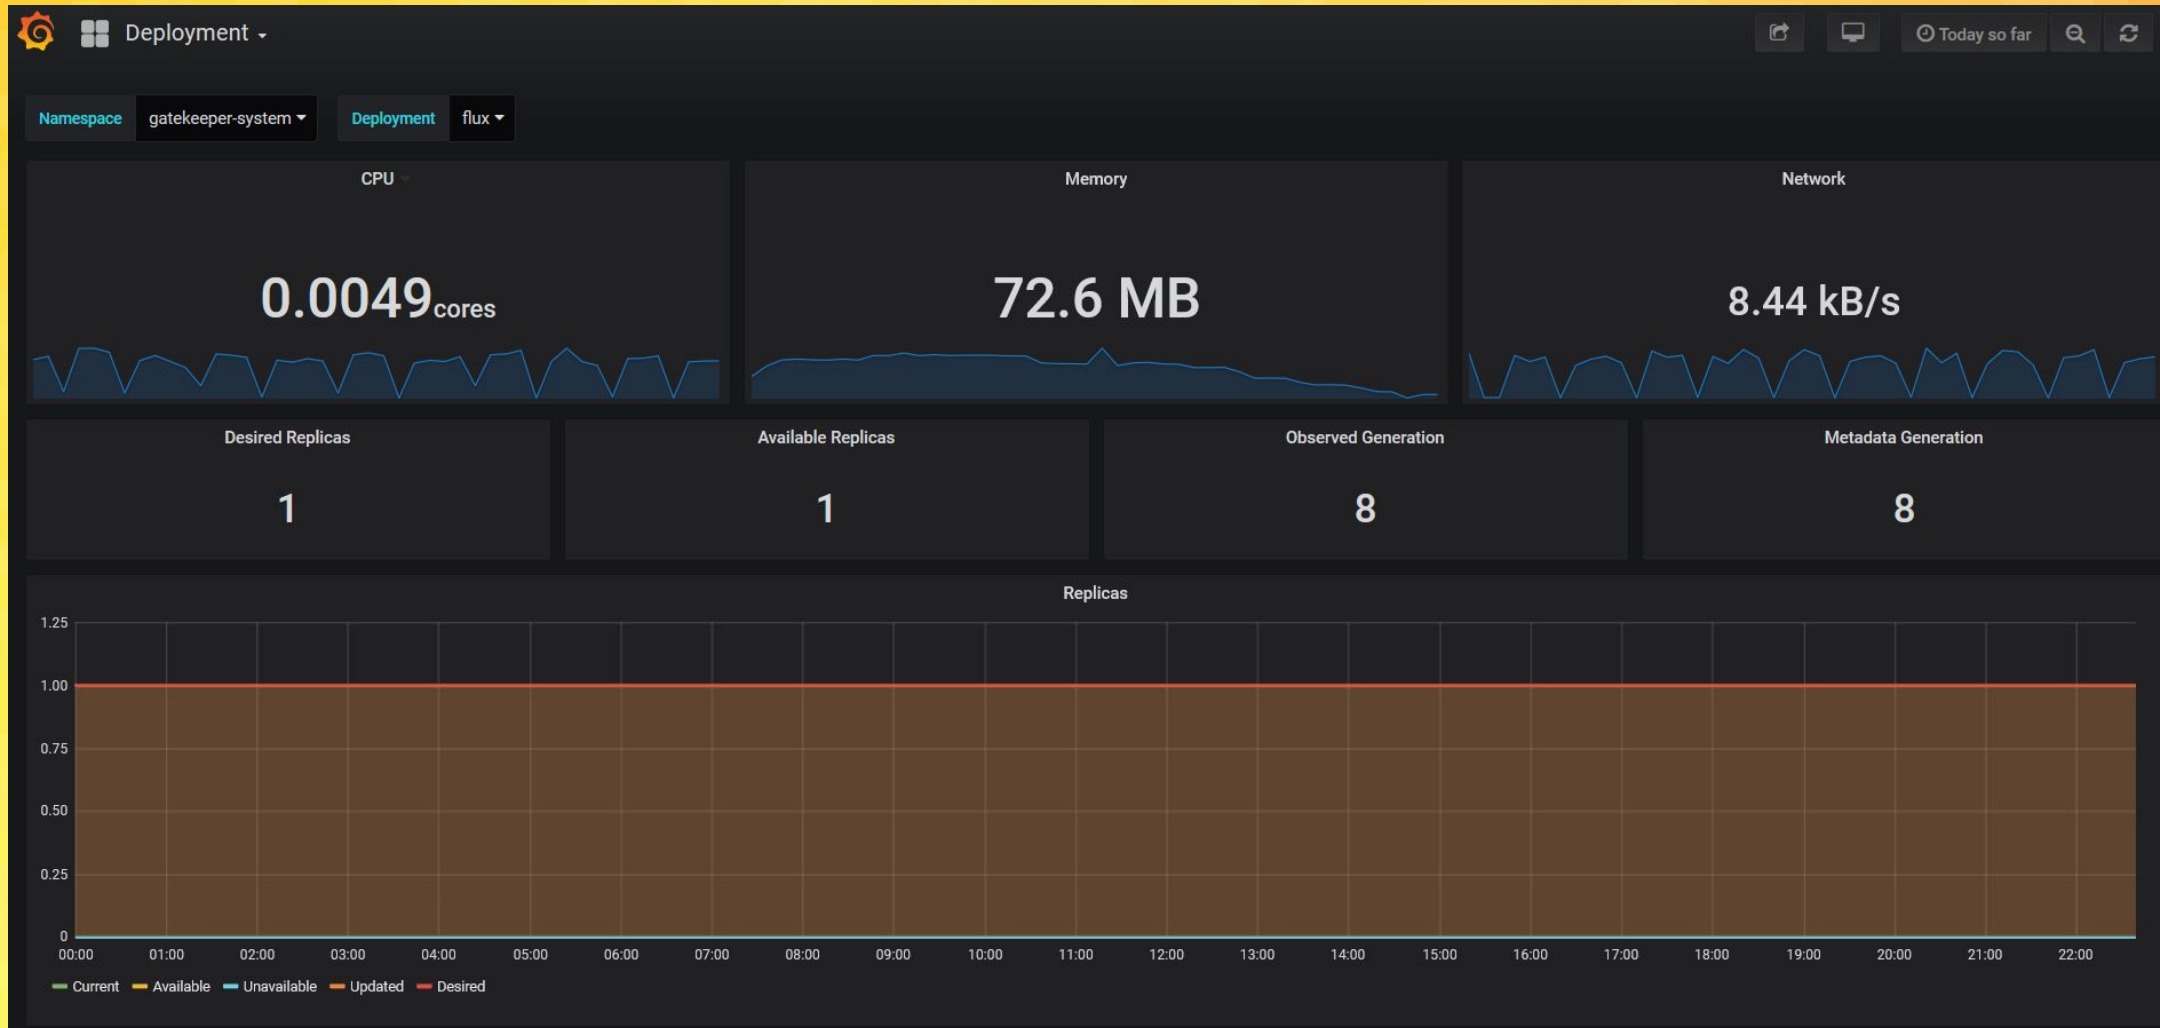 Deployment
Today so far
Namespace gatekeeper-system Deployment flux
CPU
0.0049 cores
Memory
72.6 MB
Network
8.44 kB/s
Desired Replicas
1
Available Replicas
1
Observed Generation
8
Metadata Generation
8
Replicas
1.25
1.00
0.75
0.50
0.25
0
00:00 01:00 02:00 03:00 04:00 05:00 06:00 07:00 08:00 09:00 10:00 11:00 12:00 13:00 14:00 15:00 16:00 17:00 18:00 19:00 20:00 21:00 22:00
Current Available Unavailable Updated Desired